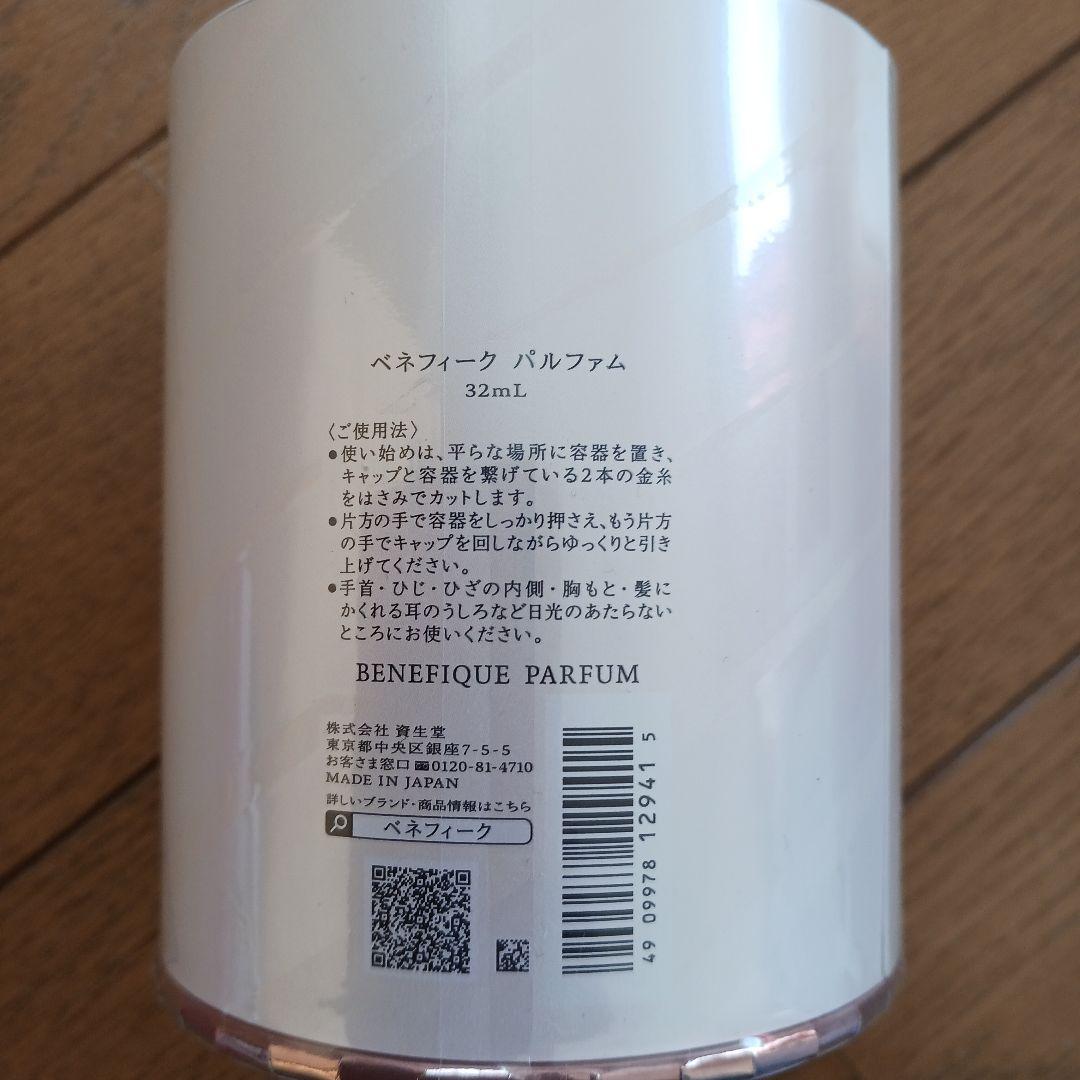 ベネフィーク パルファム
32mL
〈ご使用法〉
●使い始めは、平らな場所に容器を置き、
キャップと容器を繋げている2本の金糸
をはさみでカットします。
●片方の手で容器をしっかり押さえ、もう片方
の手でキャップを回しながらゆっくりと引き
上げてください。
●手首・ひじ・ひざの内側・胸もと・髪に
かくれる耳のうしろなど日光のあたらない
ところにお使いください。
BENEFIQUE PARFUM
株式会社 資生堂
東京都中央区銀座7-5-5
お客さま窓口 0120-81-4710
MADE IN JAPAN
詳しいブランド・商品情報はこちら
ベネフィーク
49 09978 12941 5